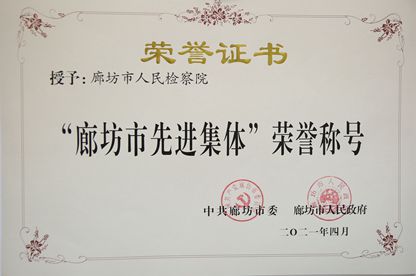 荣誉证书
授予：廊坊市人民检察院
“廊坊市先进集体”荣誉称号
中共廊坊市委 廊坊市人民政府
二〇二一年四月